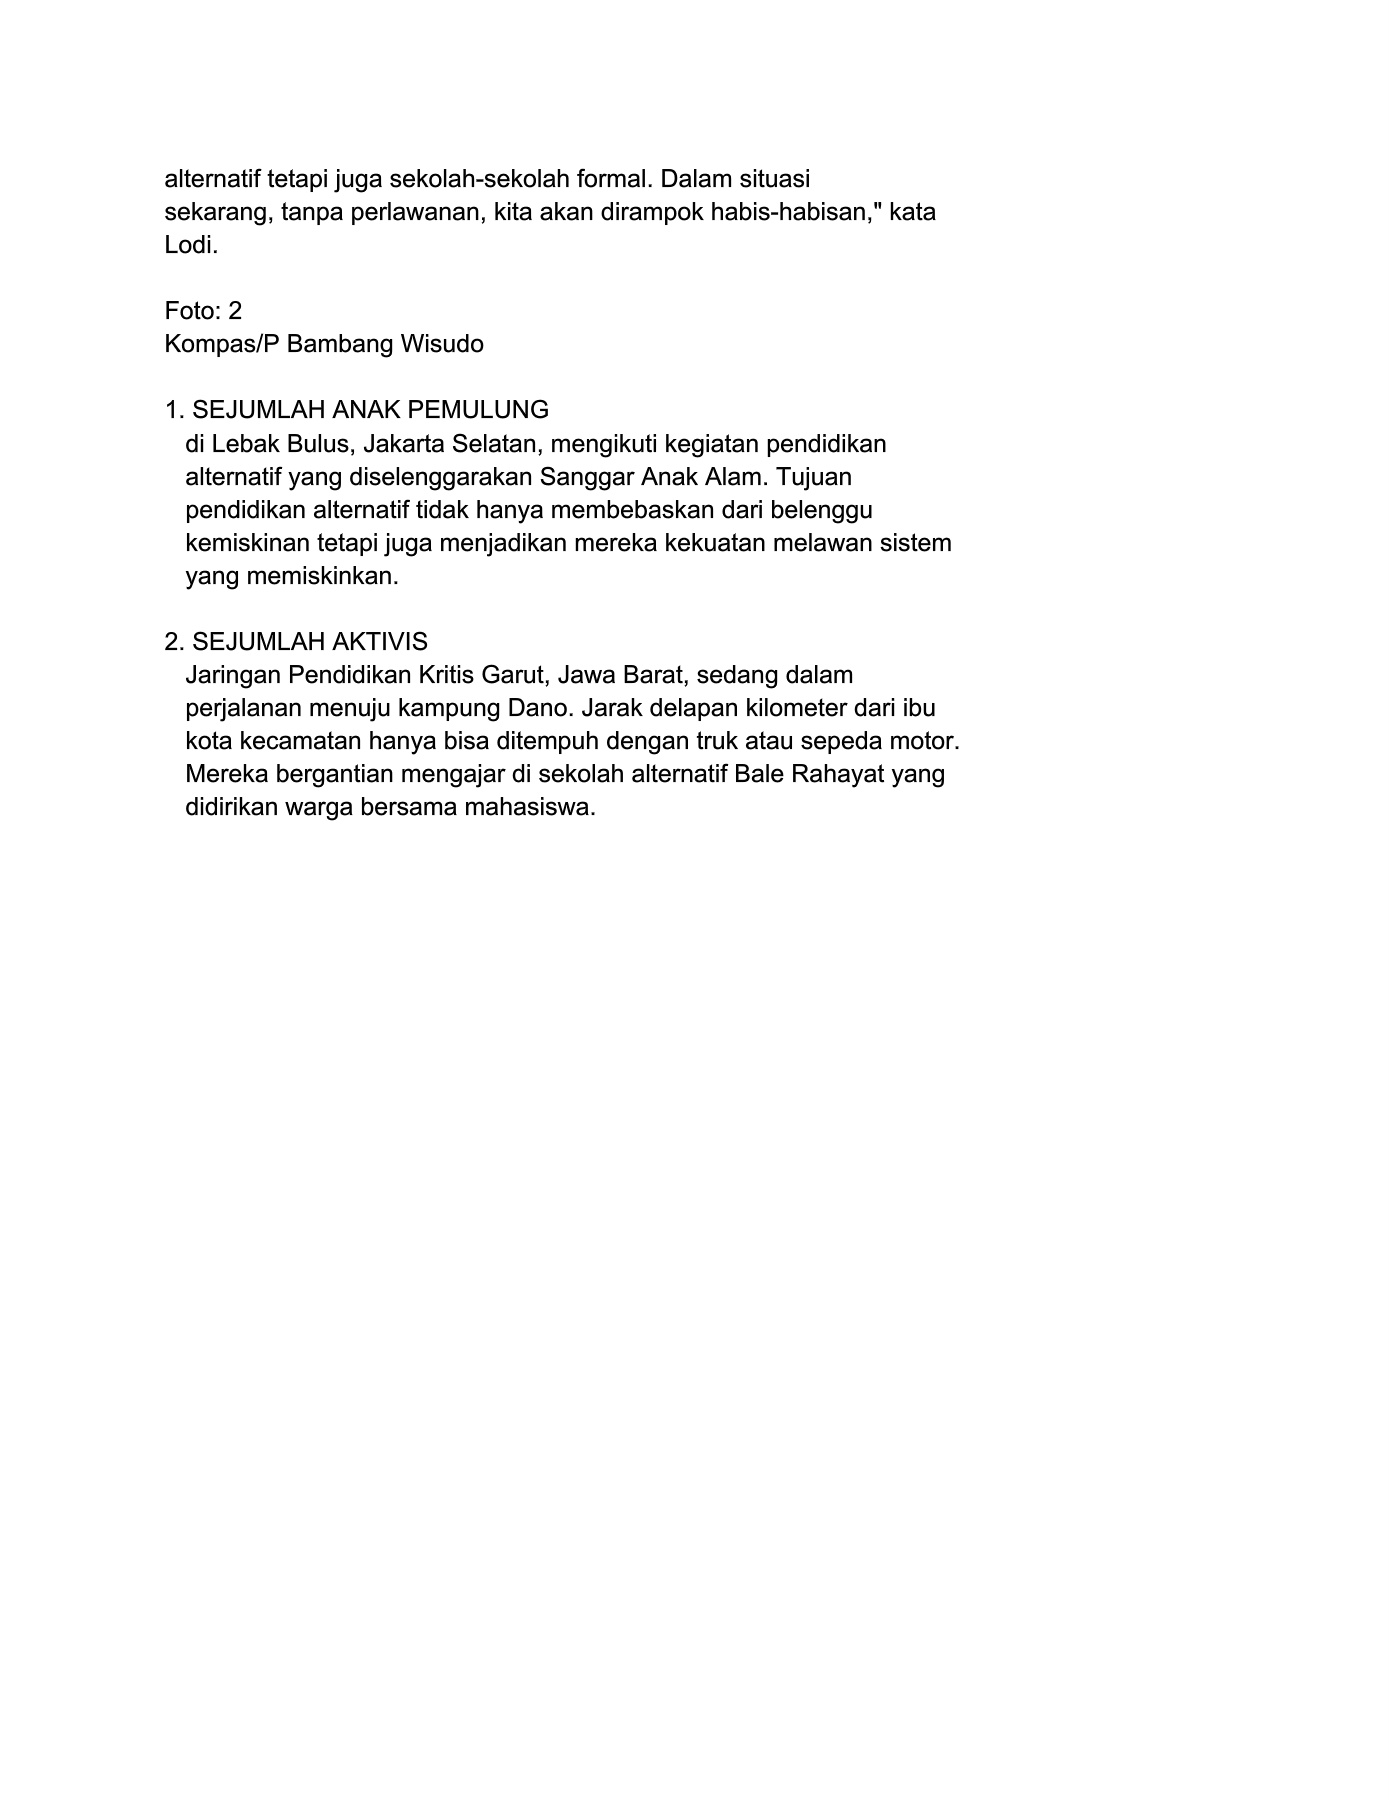 alternatif tetapi juga sekolah-sekolah formal. Dalam situasi
sekarang, tanpa perlawanan, kita akan dirampok habis-habisan," kata
Lodi.
Foto: 2
Kompas/P Bambang Wisudo
1. SEJUMLAH ANAK PEMULUNG
di Lebak Bulus, Jakarta Selatan, mengikuti kegiatan pendidikan
alternatif yang diselenggarakan Sanggar Anak Alam. Tujuan
pendidikan alternatif tidak hanya membebaskan dari belenggu
kemiskinan tetapi juga menjadikan mereka kekuatan melawan sistem
yang memiskinkan.
2. SEJUMLAH AKTIVIS
Jaringan Pendidikan Kritis Garut, Jawa Barat, sedang dalam
perjalanan menuju kampung Dano. Jarak delapan kilometer dari ibu
kota kecamatan hanya bisa ditempuh dengan truk atau sepeda motor.
Mereka bergantian mengajar di sekolah alternatif Bale Rahayat yang
didirikan warga bersama mahasiswa.